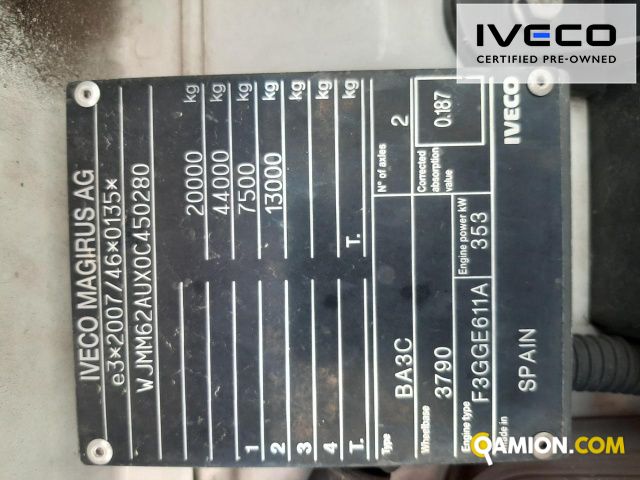 IVECO
CERTIFIED PRE-OWNED
IVECO MAGIRUS AG
e3*2007/46*0135*
WJMM62AUX0C450280
20000 kg
44000 kg
1 7500 kg
2 13000 kg
3 kg
4 kg
T. T. kg
Type BA3C N° of axles 2
Wheelbase 3790 Corrected absorption value 0.187
Engine type F3GGE611A Engine power kW 353
Made in SPAIN IVECO
QAMION.COM